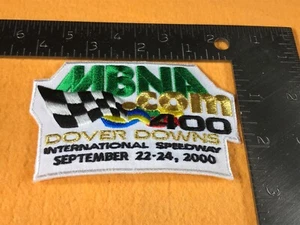 MBNA
.com
400
DOVER DOWNS
INTERNATIONAL SPEEDWAY
SEPTEMBER 22-24, 2000